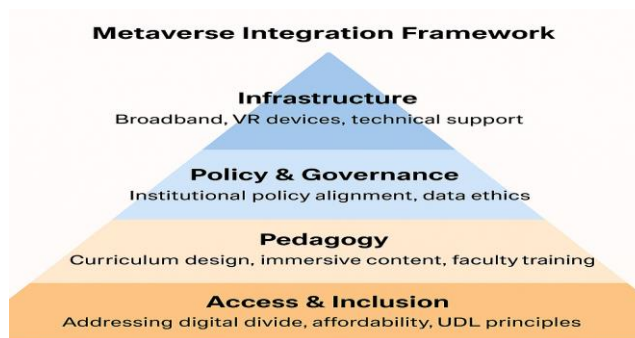 Metaverse Integration Framework
Infrastructure
Broadband, VR devices, technical support
Policy & Governance
Institutional policy alignment, data ethics
Pedagogy
Curriculum design, immersive content, faculty training
Access & Inclusion
Addressing digital divide, affordability, UDL principles